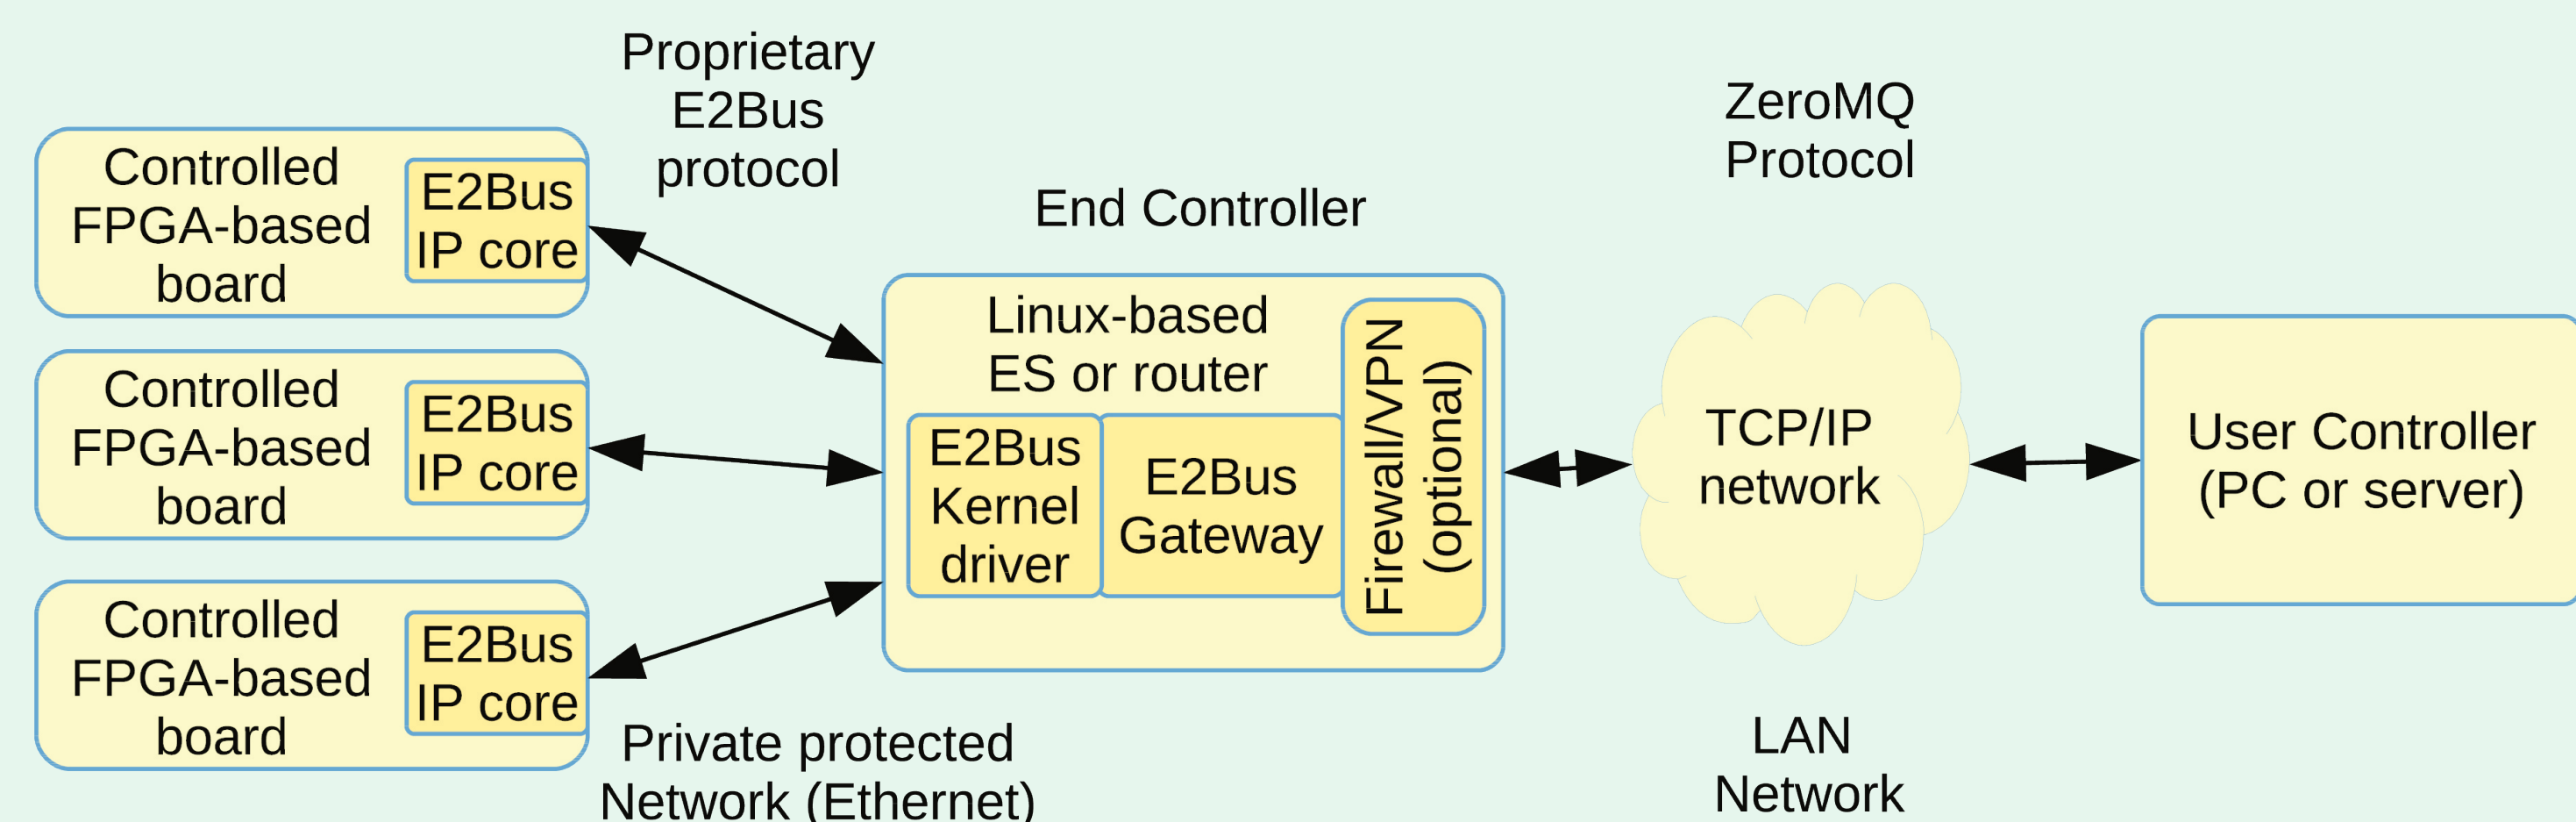 Proprietary
E2Bus
protocol
ZeroMQ
Protocol
End Controller
Controlled
FPGA-based
board
E2Bus
IP core
Controlled
FPGA-based
board
E2Bus
IP core
Controlled
FPGA-based
board
E2Bus
IP core
Linux-based
ES or router
E2Bus
Kernel
driver
E2Bus
Gateway
Firewall/VPN
(optional)
TCP/IP
network
User Controller
(PC or server)
Private protected
Network (Ethernet)
LAN
Network